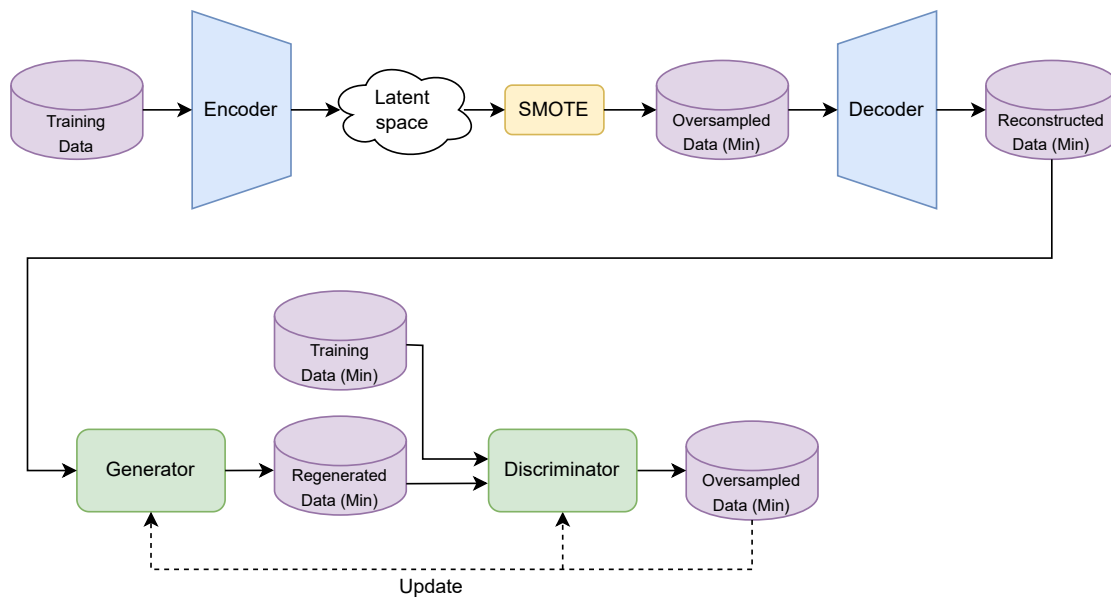 Training
Data
Encoder
Latent
space
SMOTE
Oversampled
Data (Min)
Decoder
Reconstructed
Data (Min)
Training
Data (Min)
Generator
Regenerated
Data (Min)
Discriminator
Oversampled
Data (Min)
Update